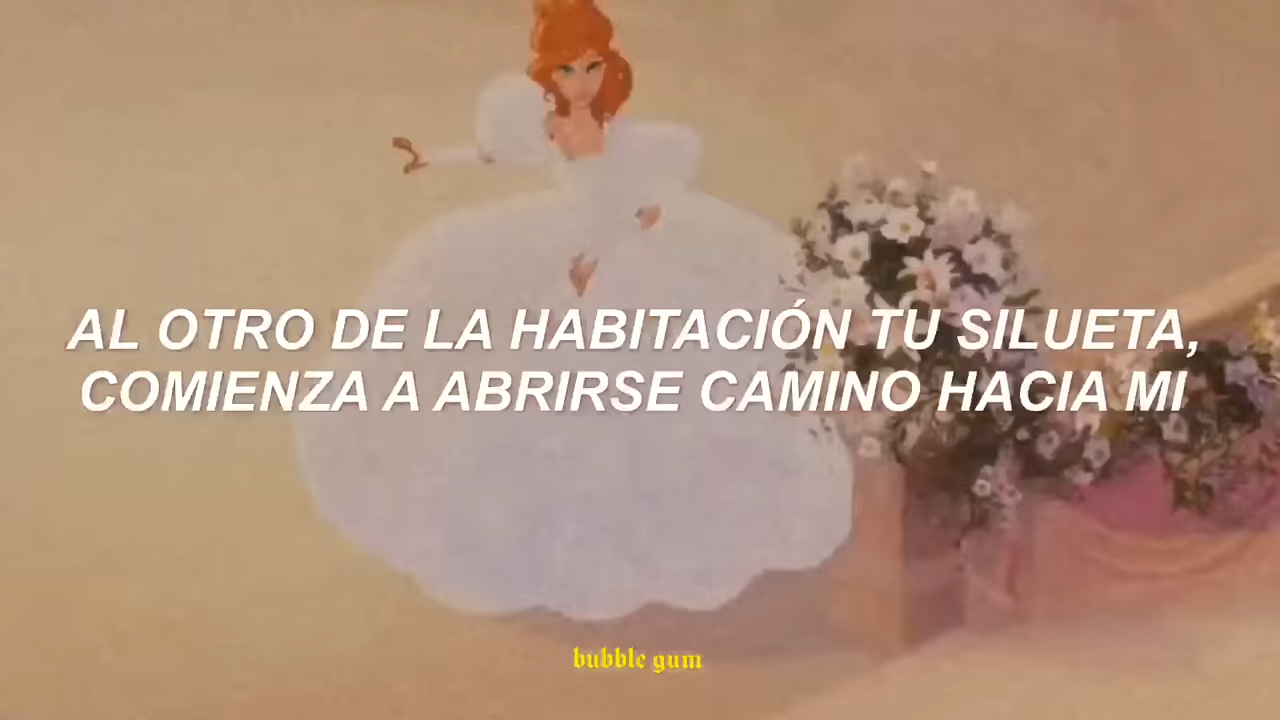 AL OTRO DE LA HABITACIÓN TU SILUETA,
COMIENZA A ABRIRSE CAMINO HACIA MI
bubble gum